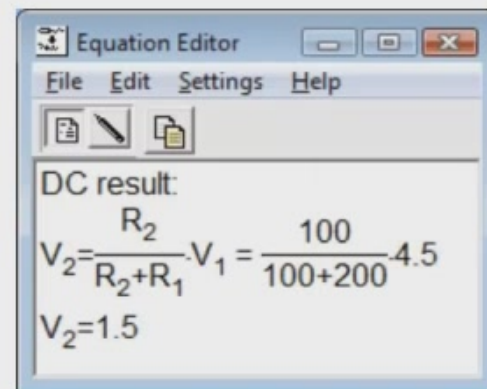 Equation Editor
File Edit Settings Help
DC result:
V₂=R₂/(R₂+R₁)·V₁ = 100/(100+200)·4.5
V₂=1.5